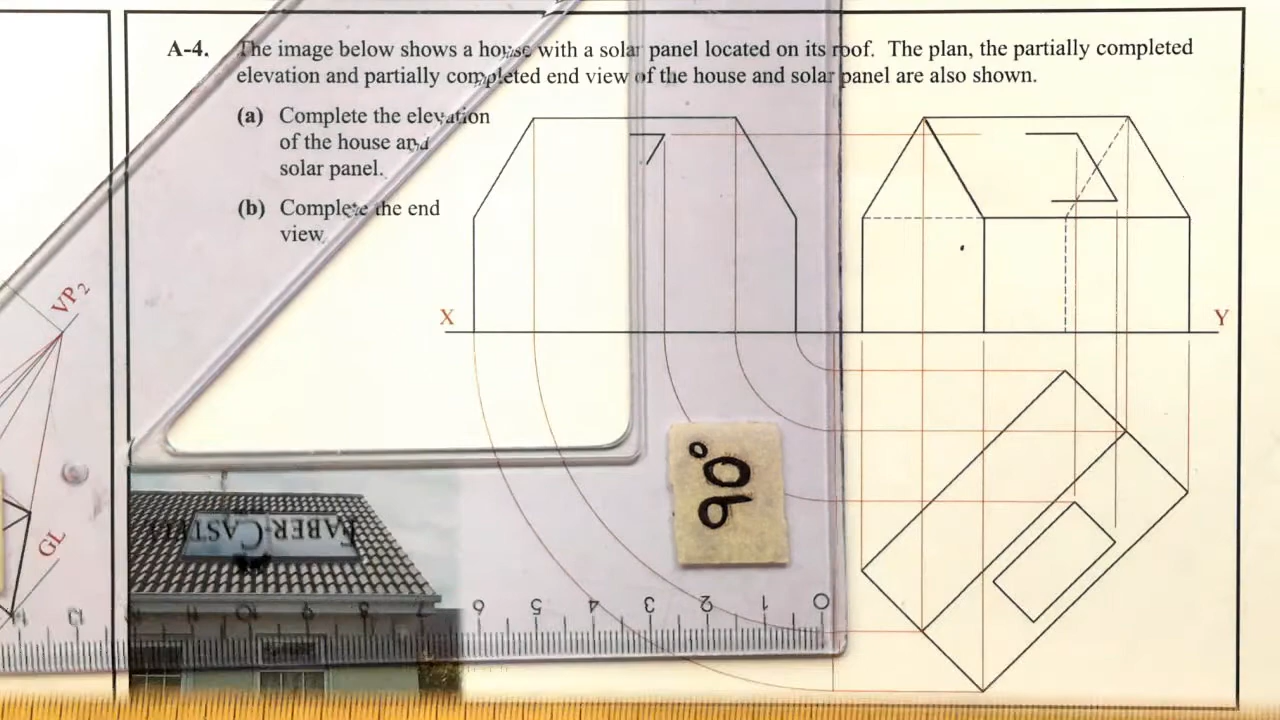 A-4. The image below shows a house with a solar panel located on its roof. The plan, the partially completed
elevation and partially completed end view of the house and solar panel are also shown.
(a) Complete the elevation
of the house and
solar panel.
(b) Complete the end
view.
X
Y
VP2
GL
90°
FABER-CASTELL
6 5 4 3 2 1 0